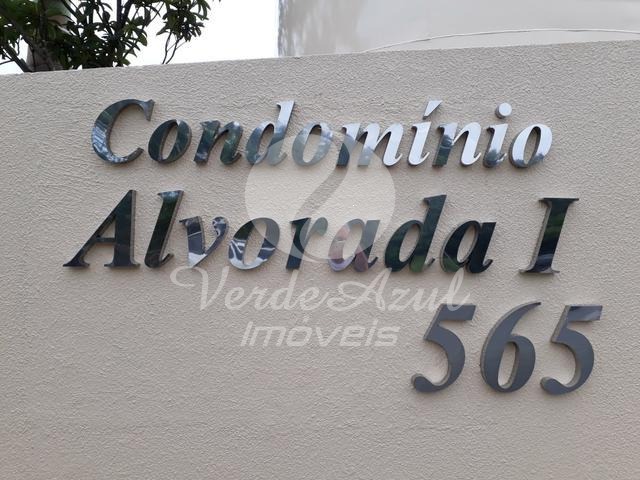 Condomínio
Alvorada I
VerdeAzul
Imóveis
565